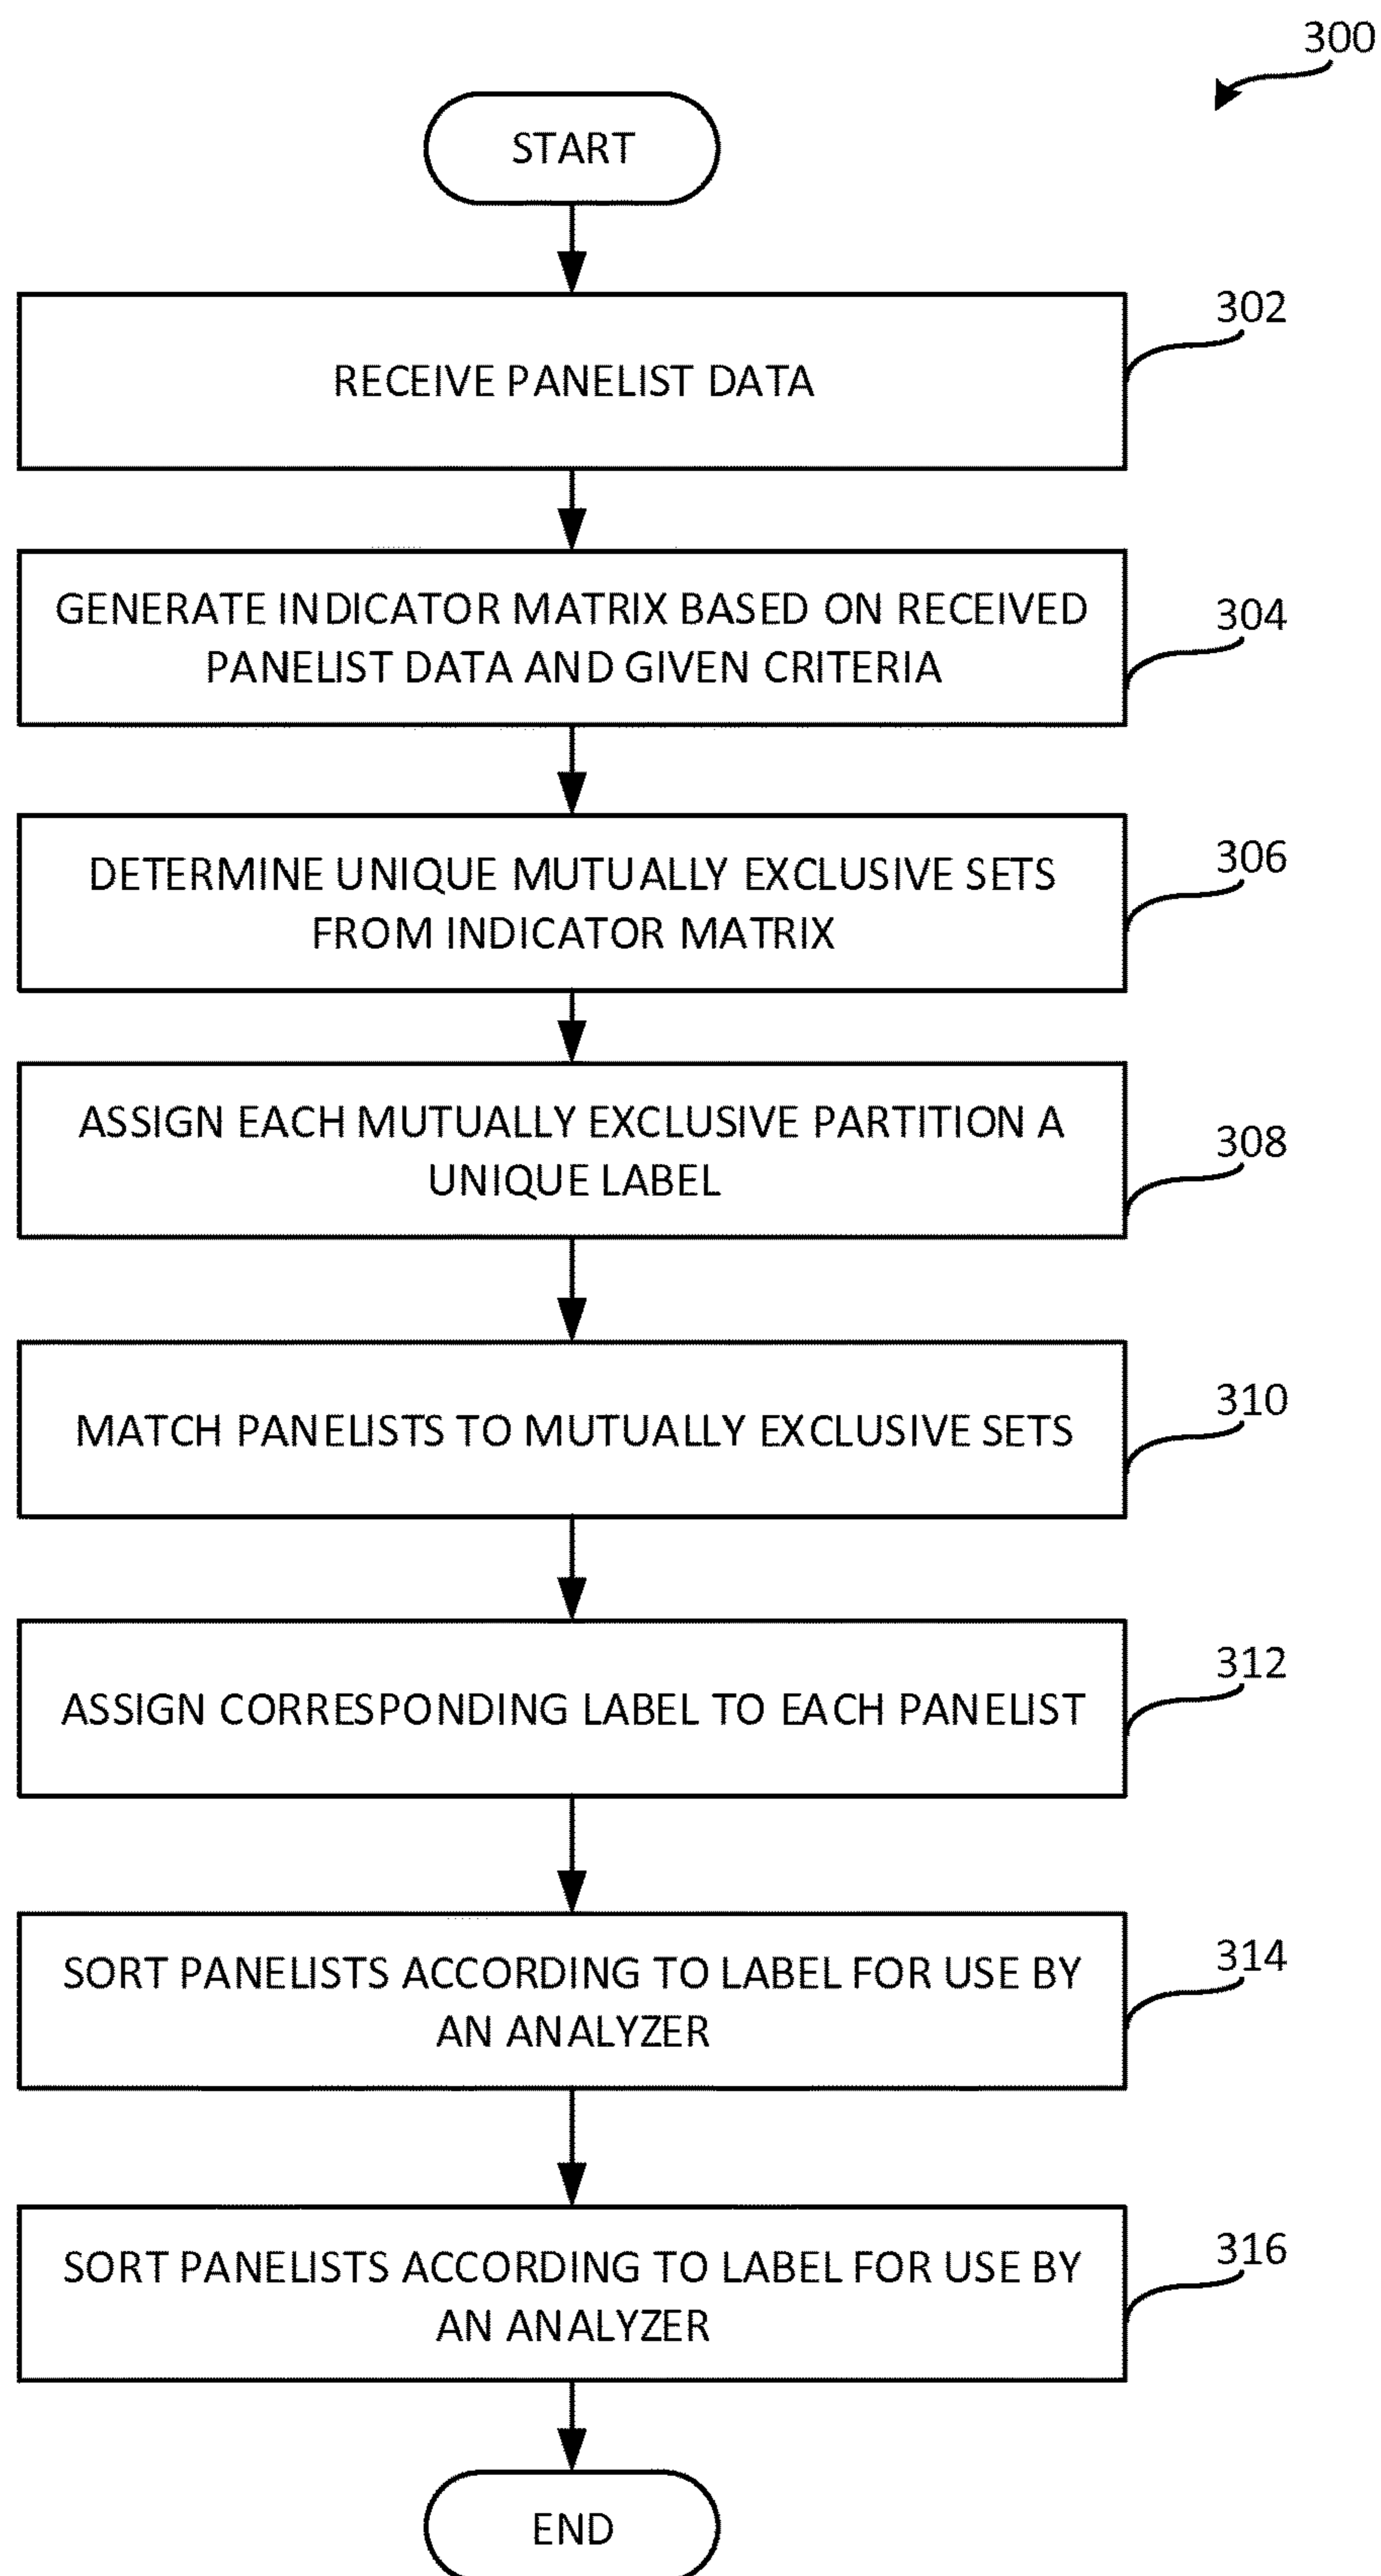 300
START
302
RECEIVE PANELIST DATA
304
GENERATE INDICATOR MATRIX BASED ON RECEIVED
PANELIST DATA AND GIVEN CRITERIA
306
DETERMINE UNIQUE MUTUALLY EXCLUSIVE SETS
FROM INDICATOR MATRIX
308
ASSIGN EACH MUTUALLY EXCLUSIVE PARTITION A
UNIQUE LABEL
310
MATCH PANELISTS TO MUTUALLY EXCLUSIVE SETS
312
ASSIGN CORRESPONDING LABEL TO EACH PANELIST
314
SORT PANELISTS ACCORDING TO LABEL FOR USE BY
AN ANALYZER
316
SORT PANELISTS ACCORDING TO LABEL FOR USE BY
AN ANALYZER
END